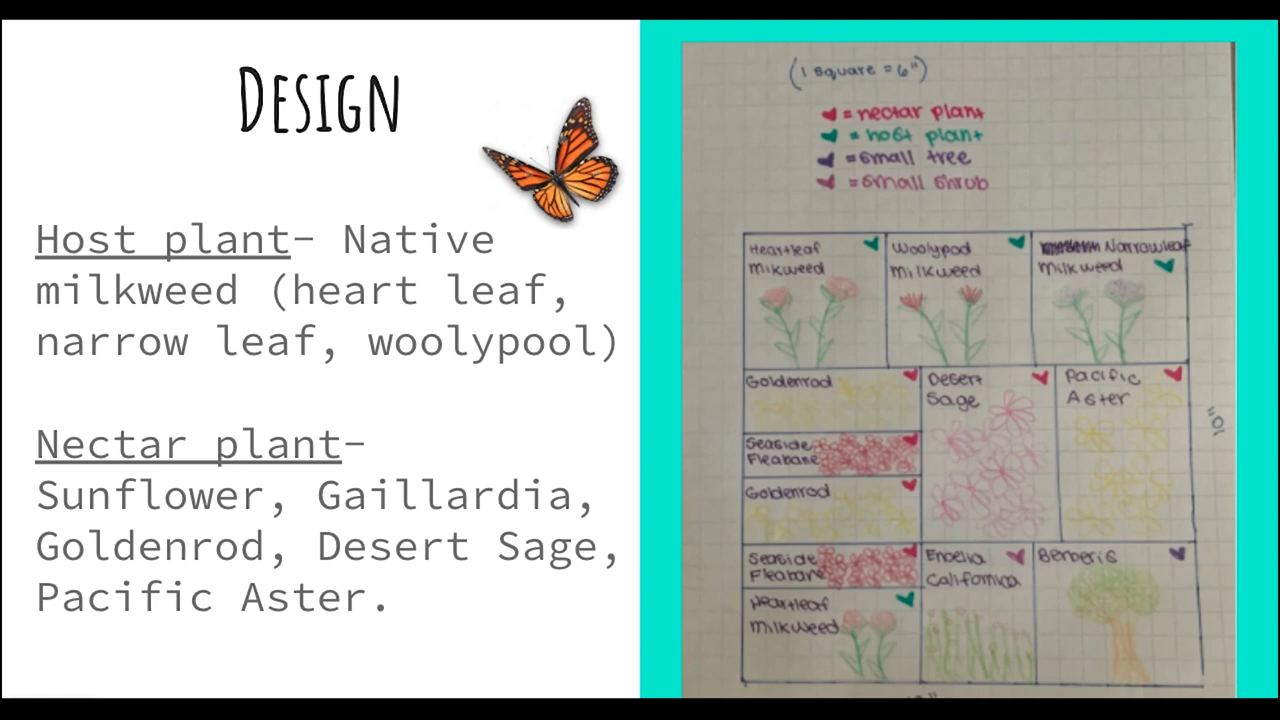 DESIGN
Host plant- Native
milkweed (heart leaf,
narrow leaf, woolypool)
Nectar plant-
Sunflower, Gaillardia,
Goldenrod, Desert Sage,
Pacific Aster.
(1 square = 6")
= nectar plant
= host plant
= small tree
= small shrub
Heartleaf
milkweed
Woolypod
milkweed
Narrowleaf
milkweed
Goldenrod
Desert
Sage
Pacific
Aster
Seaside
Fleabane
Goldenrod
10"
Seaside
Fleabane
Encelia
Californica
Berberis
Heartleaf
milkweed